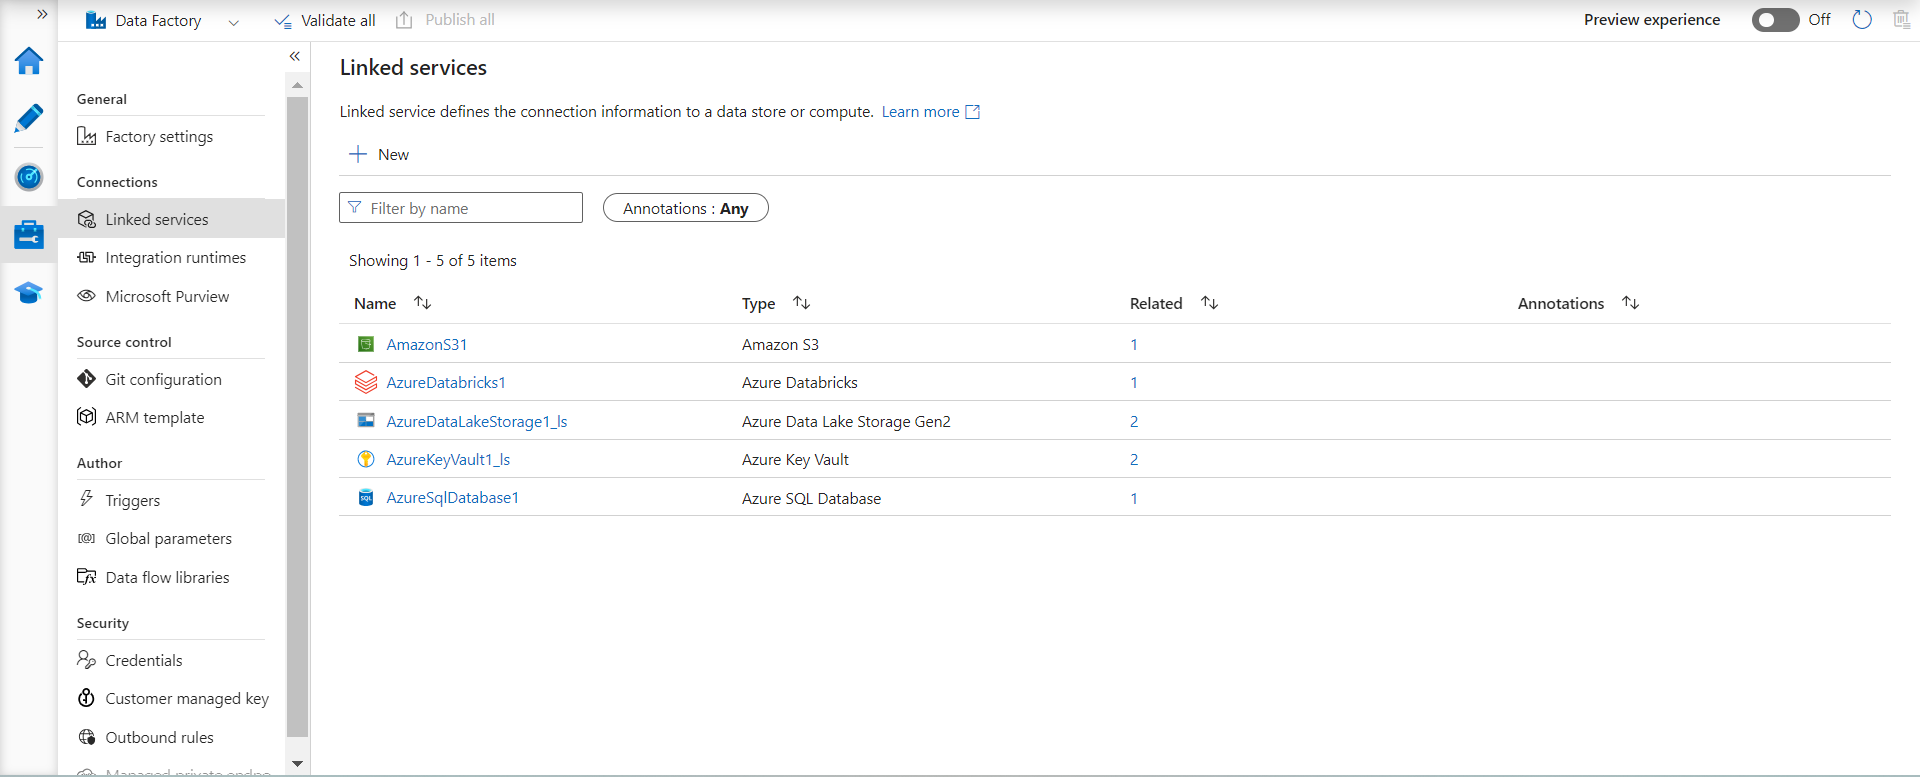 Data Factory
Validate all
Publish all
Preview experience
Off
General
Factory settings
Connections
Linked services
Integration runtimes
Microsoft Purview
Source control
Git configuration
ARM template
Author
Triggers
Global parameters
Data flow libraries
Security
Credentials
Customer managed key
Outbound rules
Linked services
Linked service defines the connection information to a data store or compute. Learn more
New
Filter by name
Annotations : Any
Showing 1 - 5 of 5 items
Name Type Related Annotations
AmazonS31 Amazon S3 1
AzureDatabricks1 Azure Databricks 1
AzureDataLakeStorage1_ls Azure Data Lake Storage Gen2 2
AzureKeyVault1_ls Azure Key Vault 2
SQL AzureSqlDatabase1 Azure SQL Database 1